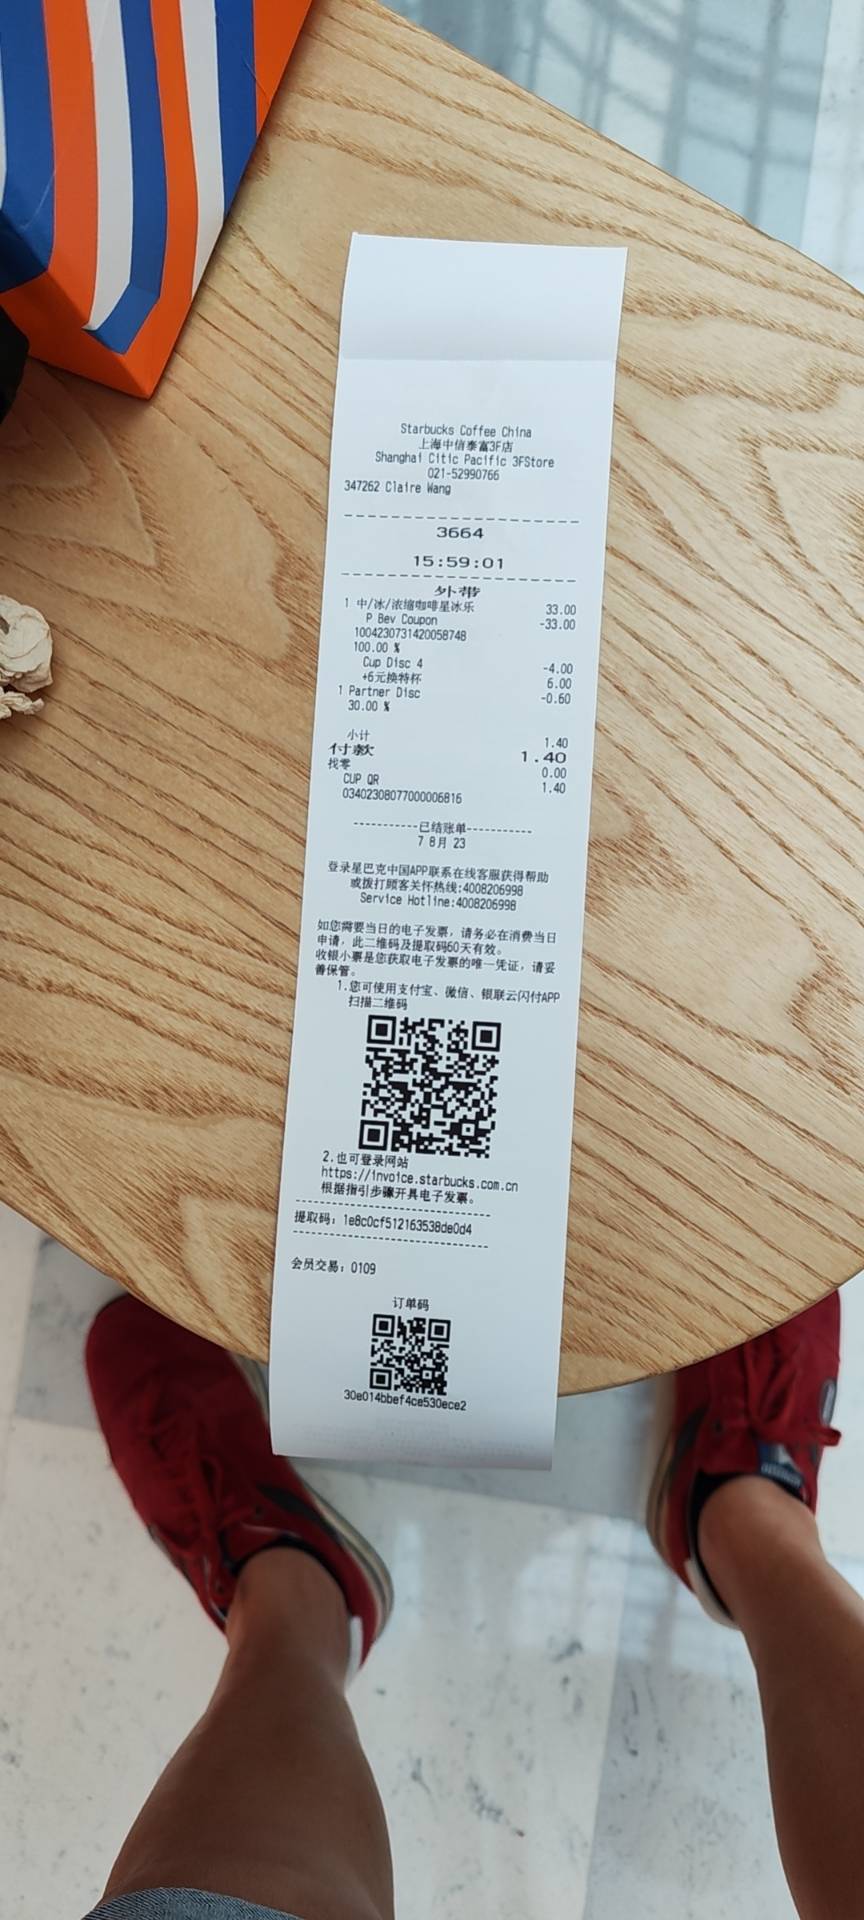 Starbucks Coffee China
上海中信泰富3F店
Shanghai Citic Pacific 3FStore
021-52990766
347262 Claire Wang
3664
15:59:01
外带
1 中/冰/浓缩咖啡星冰乐 33.00
P Bev Coupon -33.00
1004230731420058748
100.00 %
Cup Disc 4 -4.00
+6元换特杯 6.00
1 Partner Disc -0.60
30.00 %
小计 1.40
付款 1.40
找零 0.00
CUP QR 1.40
03402308077000006816
-----------已结账单-----------
7 8月 23
登录星巴克中国APP联系在线客服获得帮助
或拨打顾客关怀热线:4008206998
Service Hotline:4008206998
如您需要当日的电子发票，请务必在消费当日
申请，此二维码及提取码60天有效。
收银小票是您获取电子发票的唯一凭证，请妥
善保管。
1.您可使用支付宝、微信、银联云闪付APP
扫描二维码
2.也可登录网站
https://invoice.starbucks.com.cn
根据指引步骤开具电子发票。
提取码：1e8c0cf512163538de0d4
会员交易：0109
订单码
30e014bbef4ce530ece2